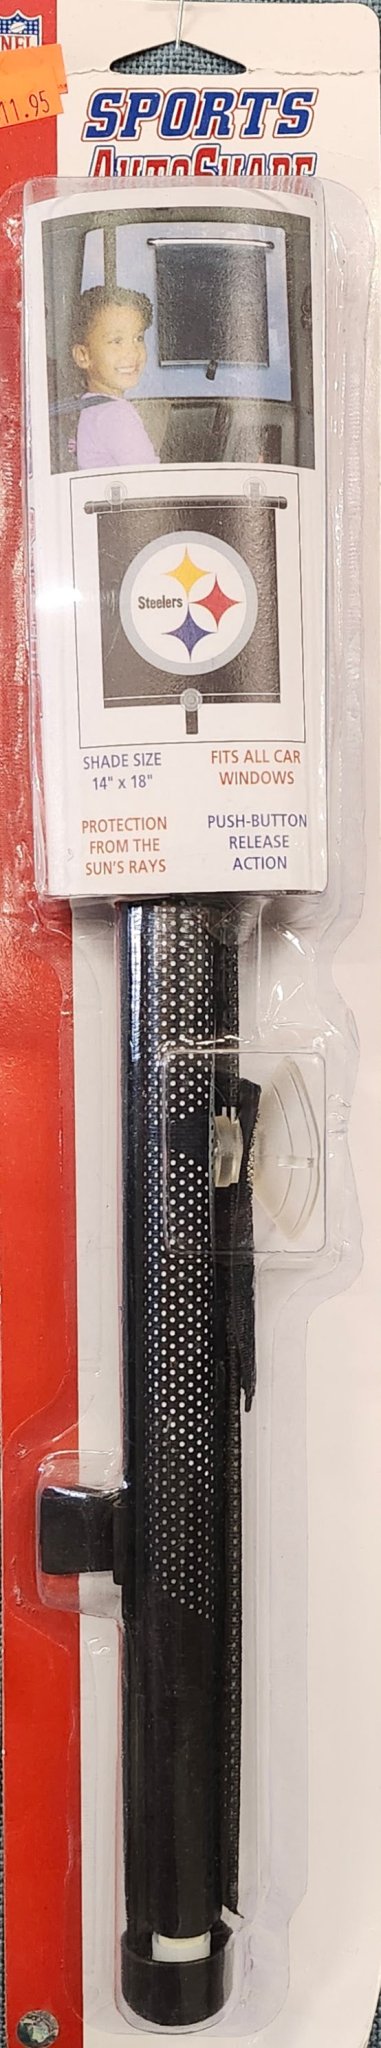 NFL
11.95
SPORTS
AUTOSHADE
Steelers
SHADE SIZE
14" x 18"
FITS ALL CAR
WINDOWS
PROTECTION
FROM THE
SUN'S RAYS
PUSH-BUTTON
RELEASE
ACTION